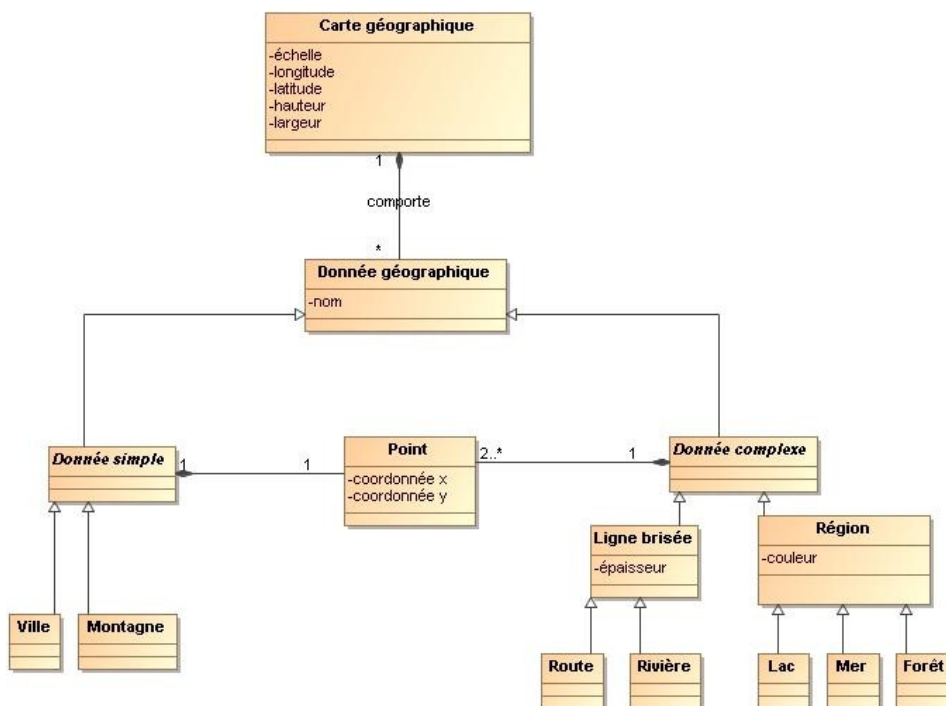 Carte géographique
-échelle
-longitude
-latitude
-hauteur
-largeur
1
comporte
*
Donnée géographique
-nom
Donnée simple
1
1
Point
-coordonnée x
-coordonnée y
2..*
1
Donnée complexe
Ligne brisée
-épaisseur
Région
-couleur
Ville
Montagne
Route
Rivière
Lac
Mer
Forêt